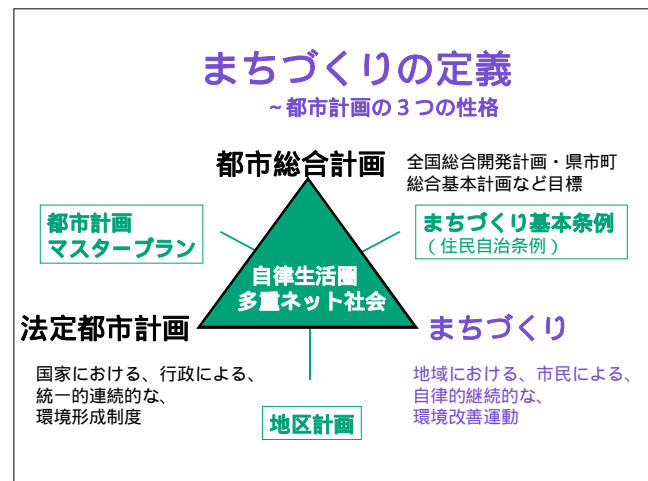 まちづくりの定義
~都市計画の3つの性格
都市総合計画
全国総合開発計画・県市町
総合基本計画など目標
都市計画
マスタープラン
まちづくり基本条例
(住民自治条例)
自律生活圏
多重ネット社会
法定都市計画
まちづくり
国家における、行政による、
統一的連続的な、
環境形成制度
地域における、市民による、
自律的継続的な、
環境改善運動
地区計画